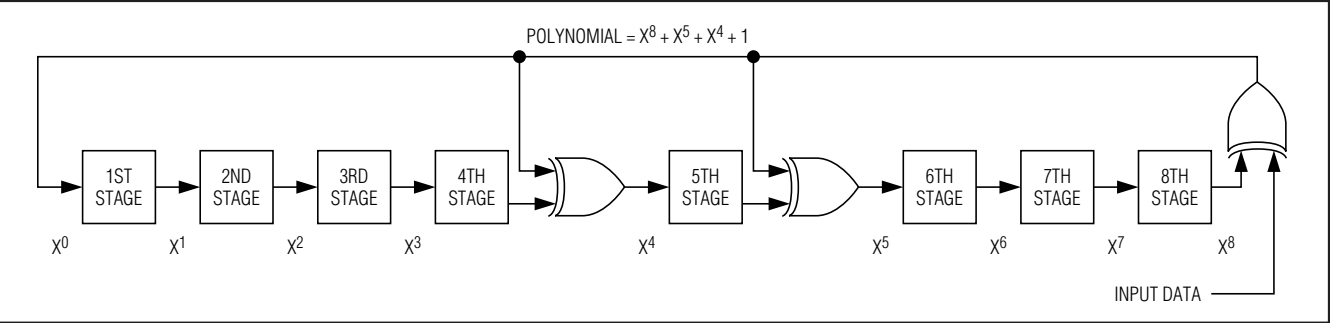 POLYNOMIAL = X⁸ + X⁵ + X⁴ + 1
1ST
STAGE
2ND
STAGE
3RD
STAGE
4TH
STAGE
5TH
STAGE
6TH
STAGE
7TH
STAGE
8TH
STAGE
X⁰
X¹
X²
X³
X⁴
X⁵
X⁶
X⁷
X⁸
INPUT DATA